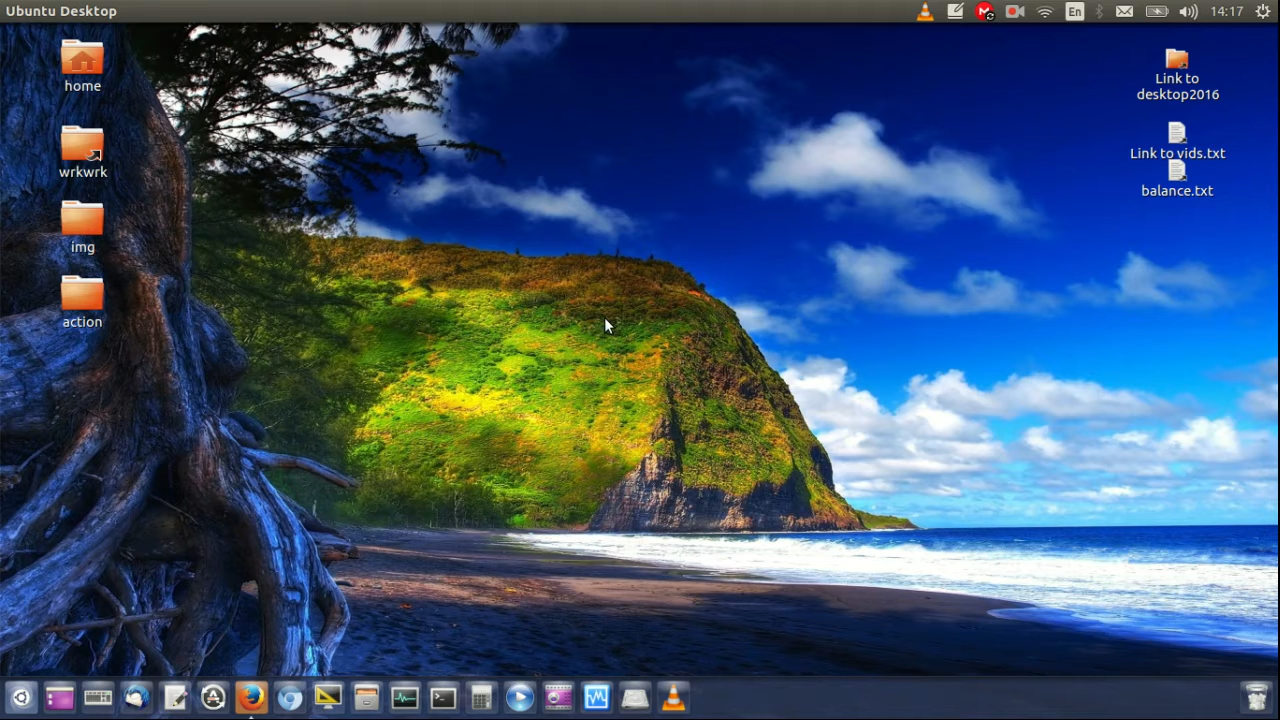 Ubuntu Desktop
En
14:17
home
wrkwrk
img
action
Link to
desktop2016
Link to vids.txt
balance.txt